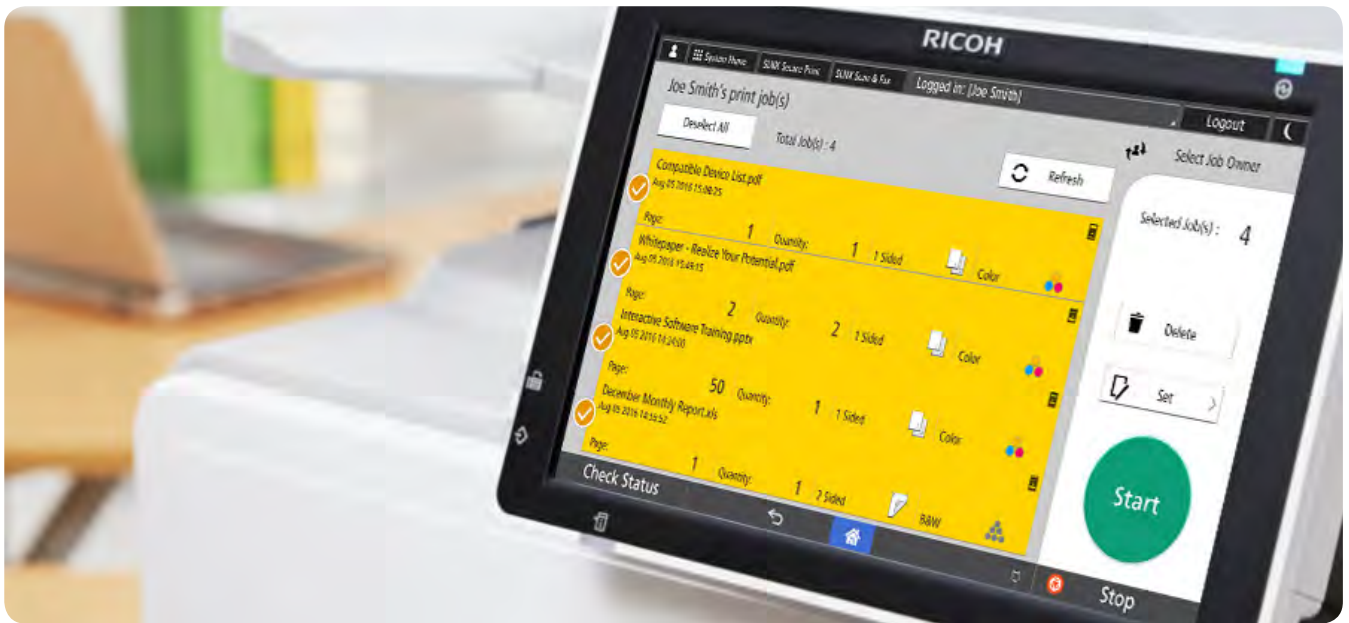 RICOH
System Home SLNX Secure Print SLNX Scan & Fax Logged in: [Joe Smith]
Logout
Joe Smith's print job(s)
Select Job Owner
Deselect All Total Job(s) : 4 Refresh
Compatible Device List.pdf
Aug 05 2016 15:08:25
Page: 1 Quantity: 1 1 Sided Color
Whitepaper - Realize Your Potential.pdf
Aug 05 2016 15:49:15
Page: 2 Quantity: 2 1 Sided Color
Interactive Software Training.pptx
Aug 05 2016 14:24:00
Page: 50 Quantity: 1 1 Sided Color
December Monthly Report.xls
Aug 05 2016 14:55:52
Page: 1 Quantity: 1 2 Sided B&W
Selected Job(s) : 4
Delete
Set
Start
Check Status
Stop